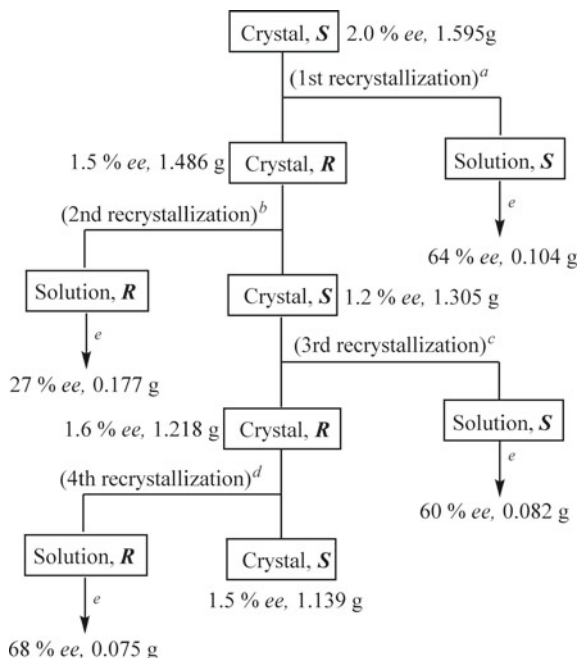 Crystal, S 2.0 % ee, 1.595g
(1st recrystallization)a
1.5 % ee, 1.486 g Crystal, R Solution, S
e
(2nd recrystallization)b
64 % ee, 0.104 g
Solution, R Crystal, S 1.2 % ee, 1.305 g
e
(3rd recrystallization)c
27 % ee, 0.177 g
1.6 % ee, 1.218 g Crystal, R Solution, S
e
(4th recrystallization)d
60 % ee, 0.082 g
Solution, R Crystal, S
e
1.5 % ee, 1.139 g
68 % ee, 0.075 g